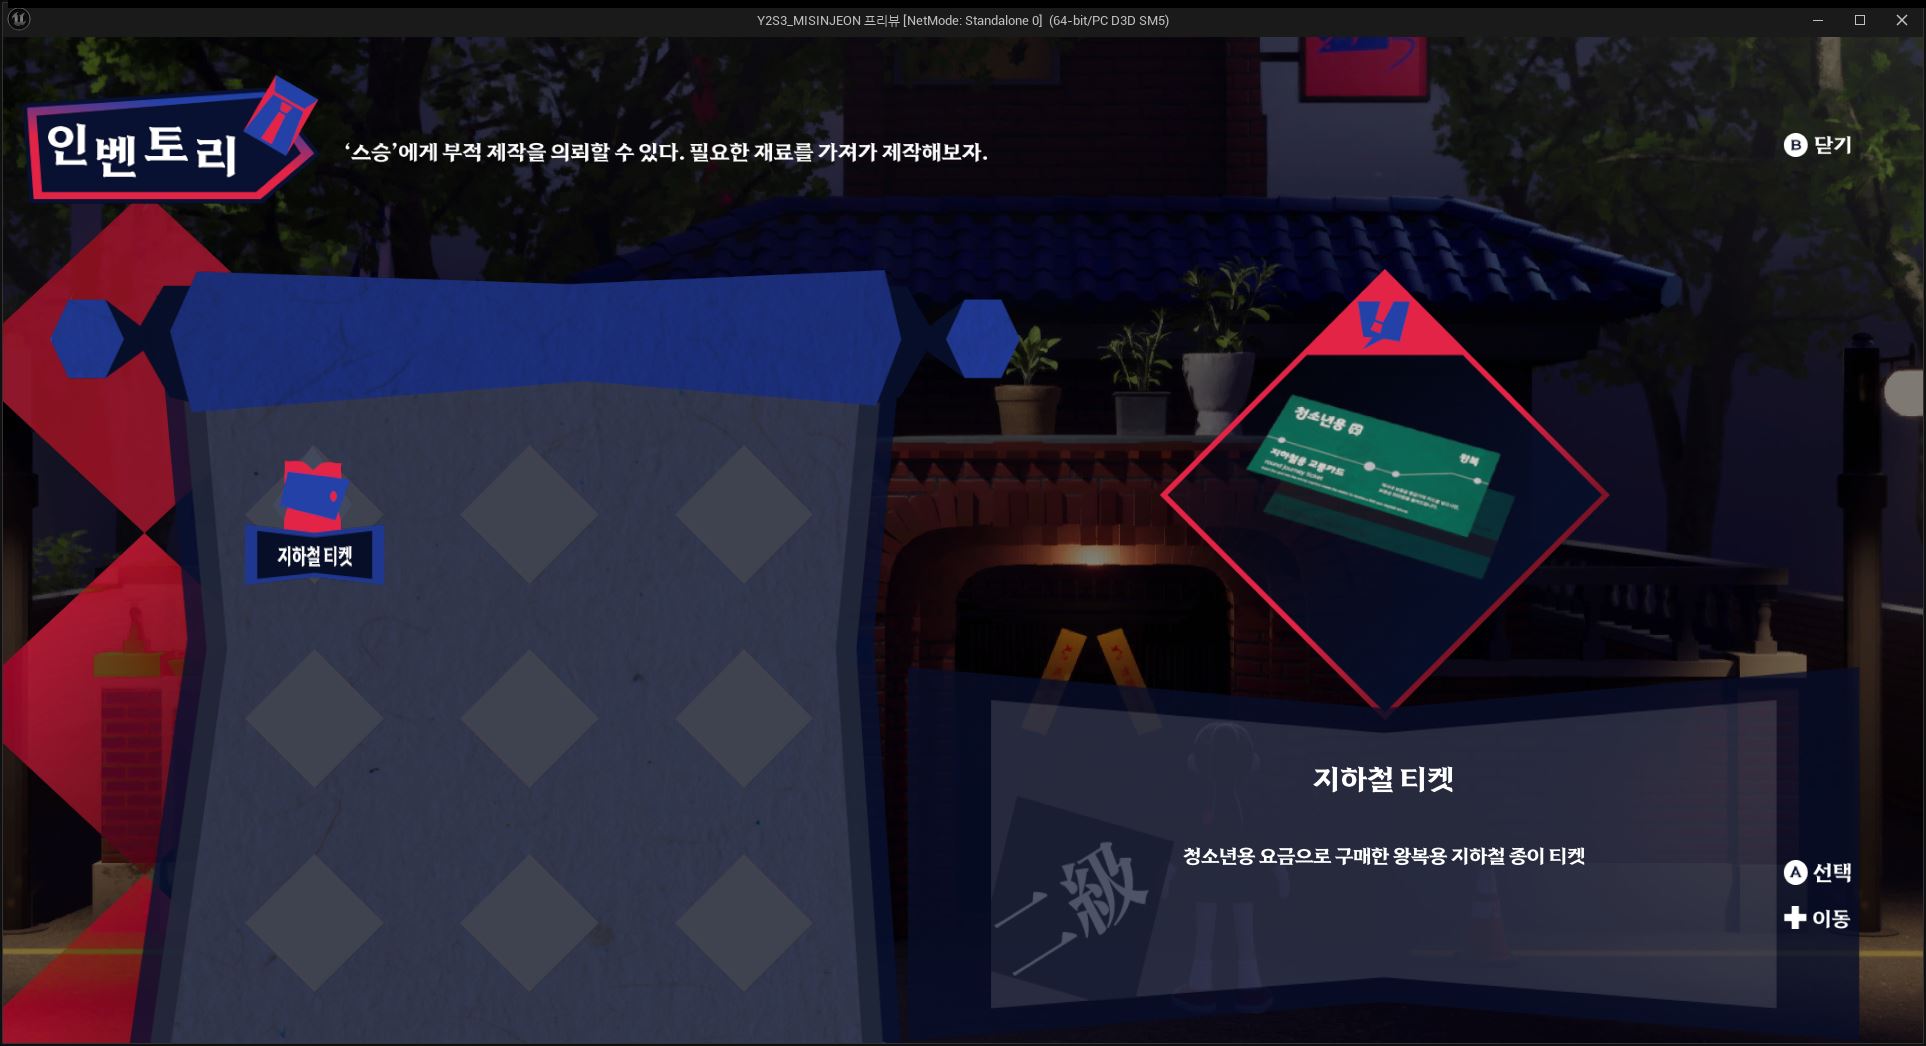 Y2S3_MISINJEON 프리뷰 [NetMode: Standalone 0]  (64-bit/PC D3D SM5)
인벤토리
‘스승’에게 부적 제작을 의뢰할 수 있다. 필요한 재료를 가져가 제작해보자.
B 닫기
청소년용
왕복
지하철용 교통카드
round journey ticket
지하철 티켓
지하철 티켓
청소년용 요금으로 구매한 왕복용 지하철 종이 티켓
二級
A 선택
이동